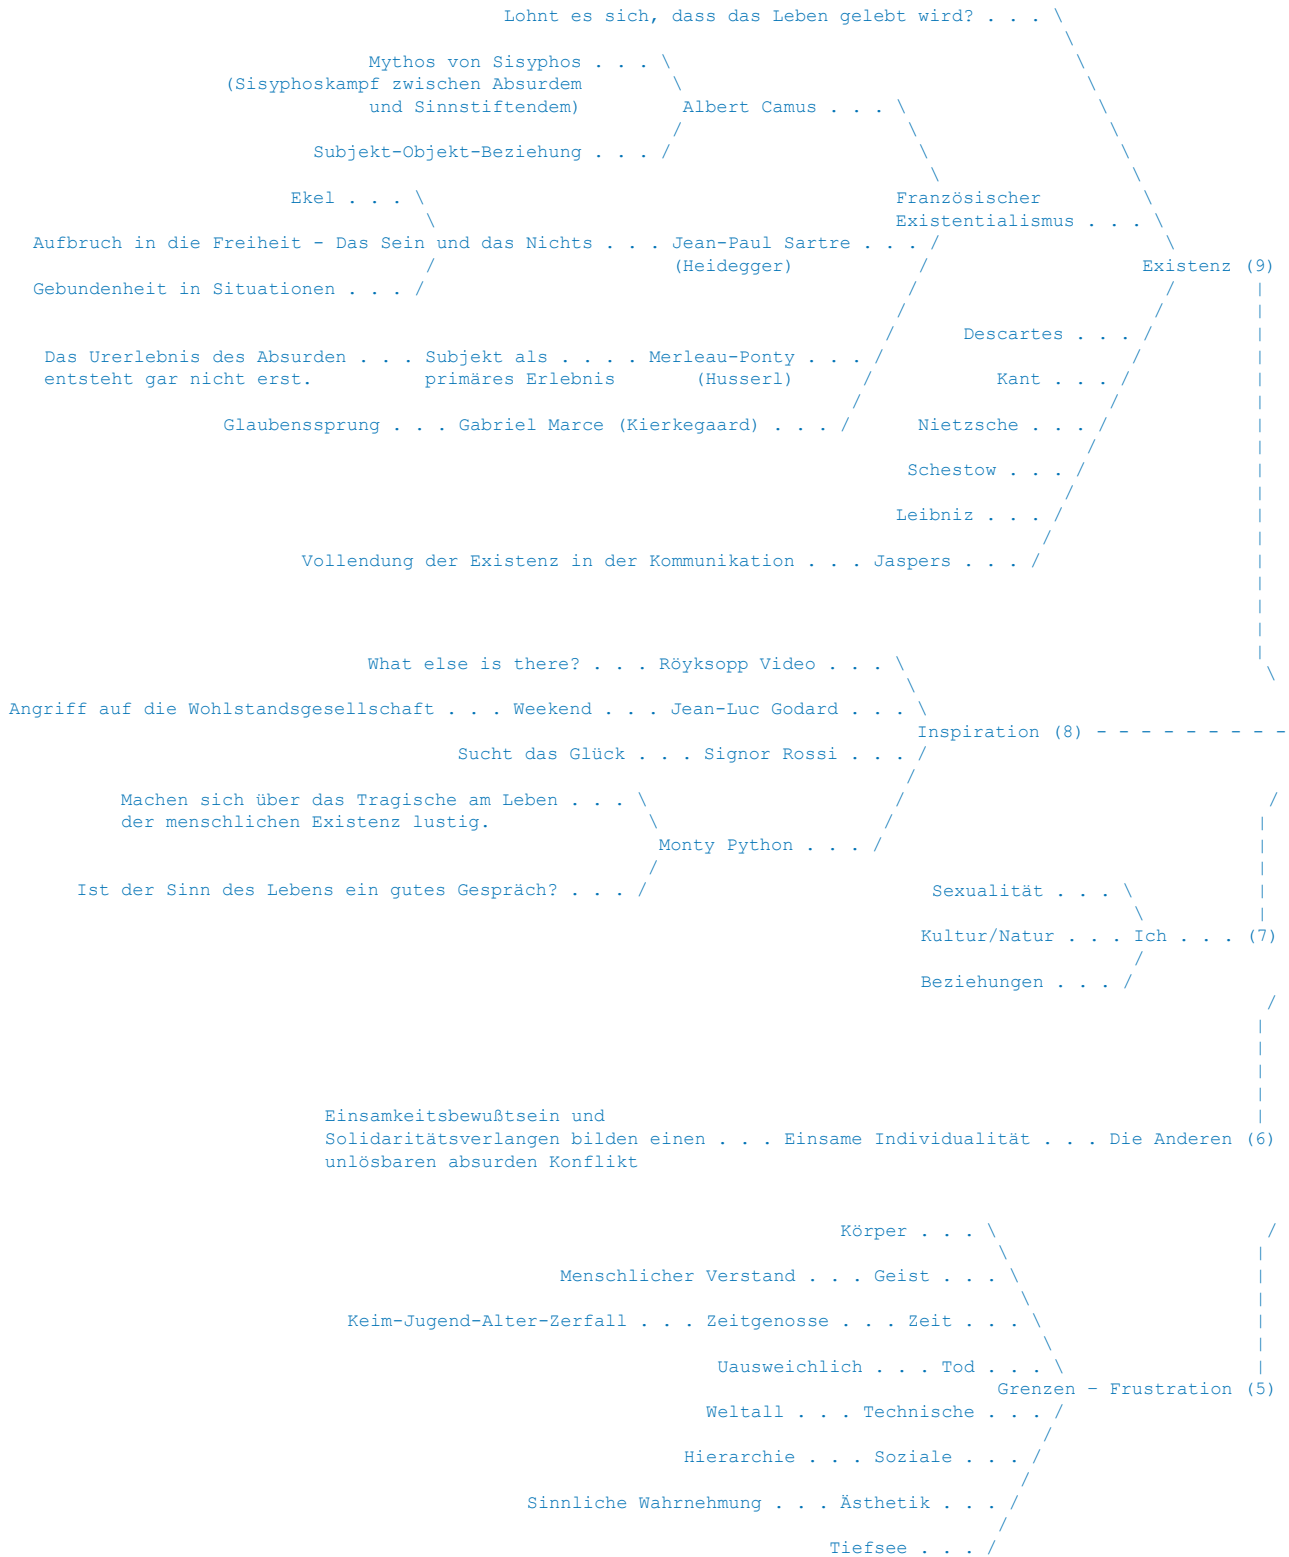 Lohnt es sich, dass das Leben gelebt wird? . . . \
Mythos von Sisyphos . . . \
(Sisyphoskampf zwischen Absurdem
und Sinnstiftendem) Albert Camus . . . \
Subjekt-Objekt-Beziehung . . . /
Ekel . . . \ Französischer
Existentialismus . . . \
Aufbruch in die Freiheit - Das Sein und das Nichts . . . Jean-Paul Sartre . . . /
(Heidegger) Existenz (9)
Gebundenheit in Situationen . . . /
Descartes . . . /
Das Urerlebnis des Absurden . . . Subjekt als . . . . Merleau-Ponty . . . /
entsteht gar nicht erst. primäres Erlebnis (Husserl) Kant . . . /
Glaubenssprung . . . Gabriel Marce (Kierkegaard) . . . / Nietzsche . . . /
Schestow . . . /
Leibniz . . . /
Vollendung der Existenz in der Kommunikation . . . Jaspers . . . /
What else is there? . . . Röyksopp Video . . . \
Angriff auf die Wohlstandsgesellschaft . . . Weekend . . . Jean-Luc Godard . . . \
Inspiration (8) - - - - - - - - -
Sucht das Glück . . . Signor Rossi . . . /
Machen sich über das Tragische am Leben . . . \
der menschlichen Existenz lustig.
Monty Python . . . /
Ist der Sinn des Lebens ein gutes Gespräch? . . . / Sexualität . . . \
Kultur/Natur . . . Ich . . . (7)
Beziehungen . . . /
Einsamkeitsbewußtsein und
Solidaritätsverlangen bilden einen . . . Einsame Individualität . . . Die Anderen (6)
unlösbaren absurden Konflikt
Körper . . . \
Menschlicher Verstand . . . Geist . . . \
Keim-Jugend-Alter-Zerfall . . . Zeitgenosse . . . Zeit . . . \
Uausweichlich . . . Tod . . . \
Grenzen – Frustration (5)
Weltall . . . Technische . . . /
Hierarchie . . . Soziale . . . /
Sinnliche Wahrnehmung . . . Ästhetik . . . /
Tiefsee . . . /